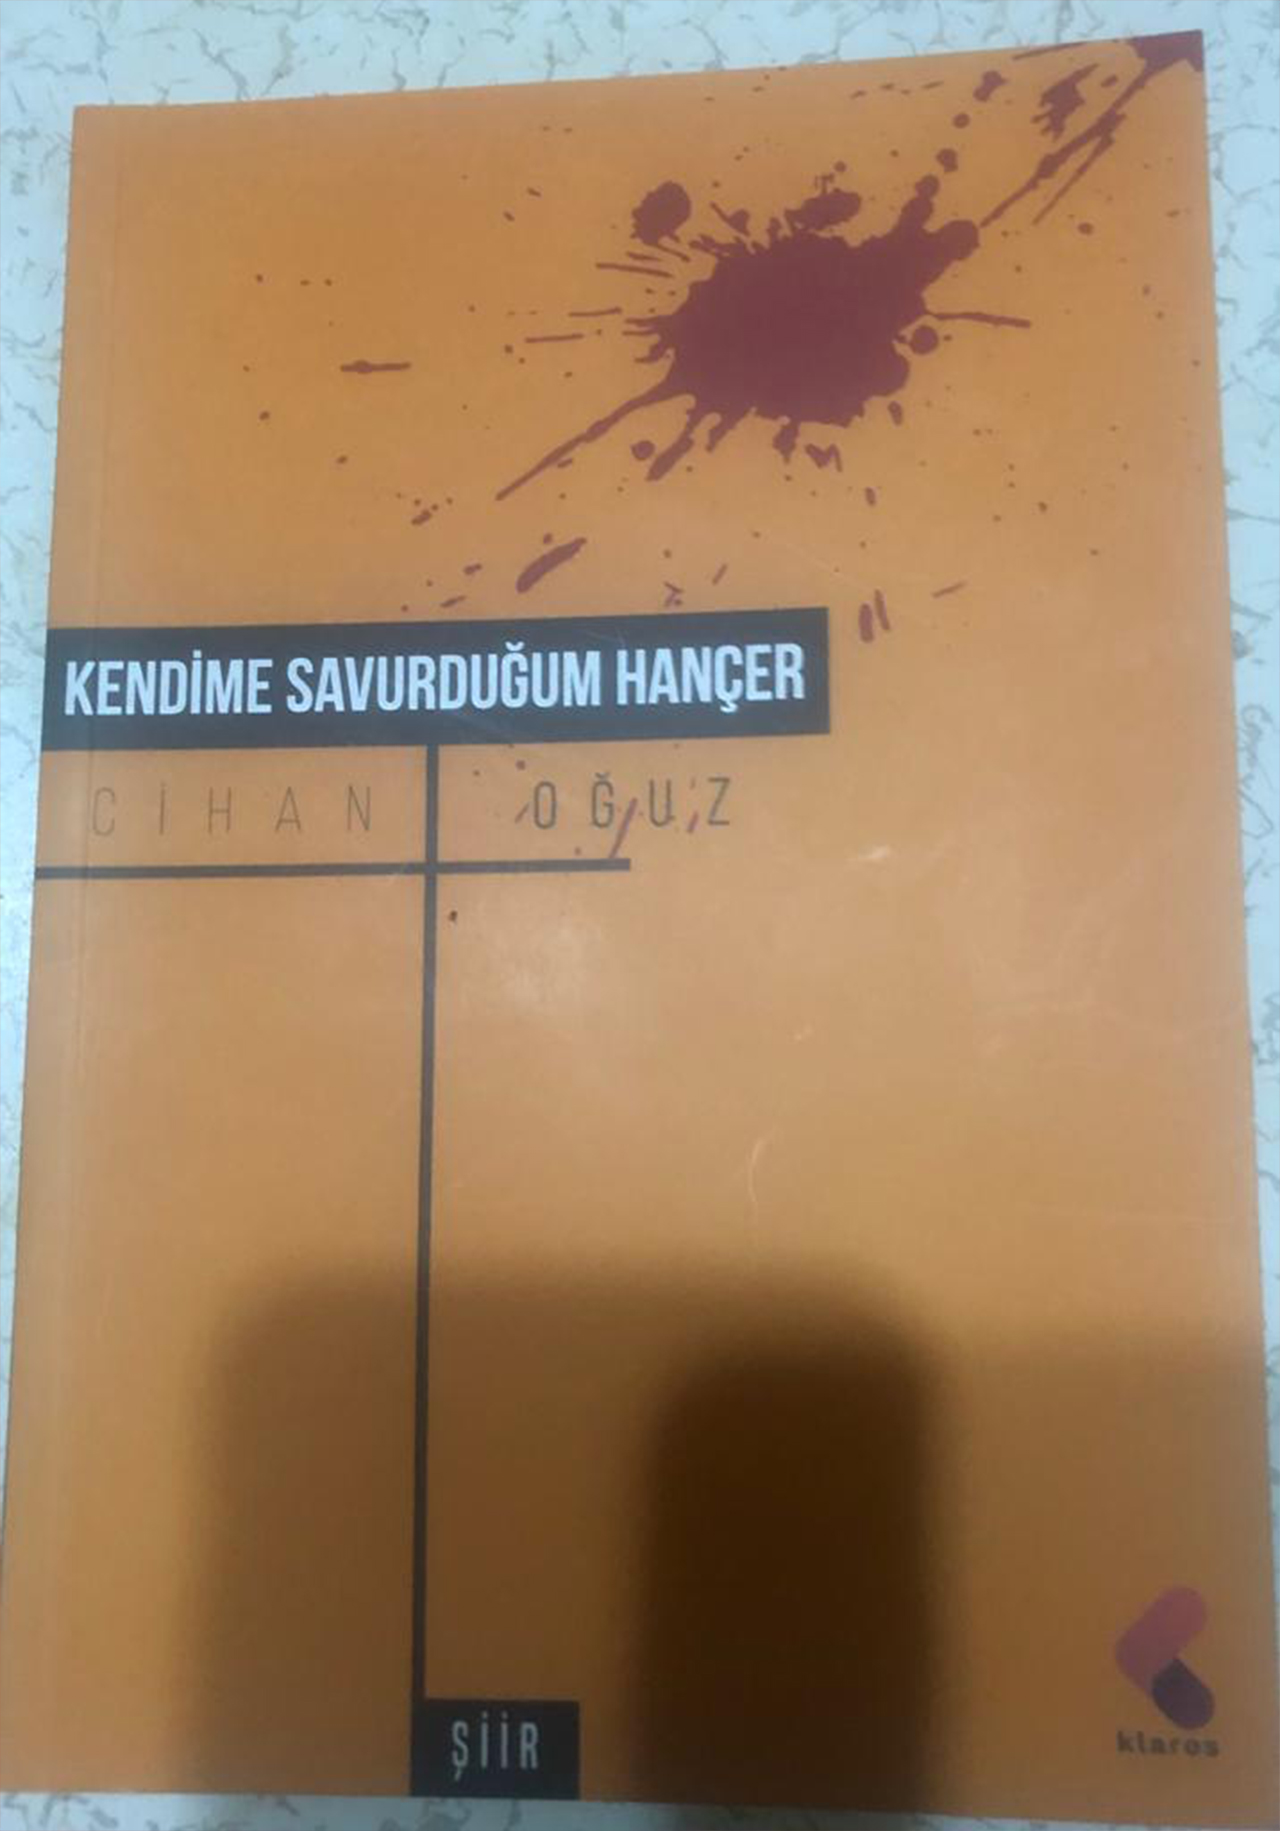 KENDİME SAVURDUĞUM HANÇER
CİHAN OĞUZ
ŞİİR
klaros